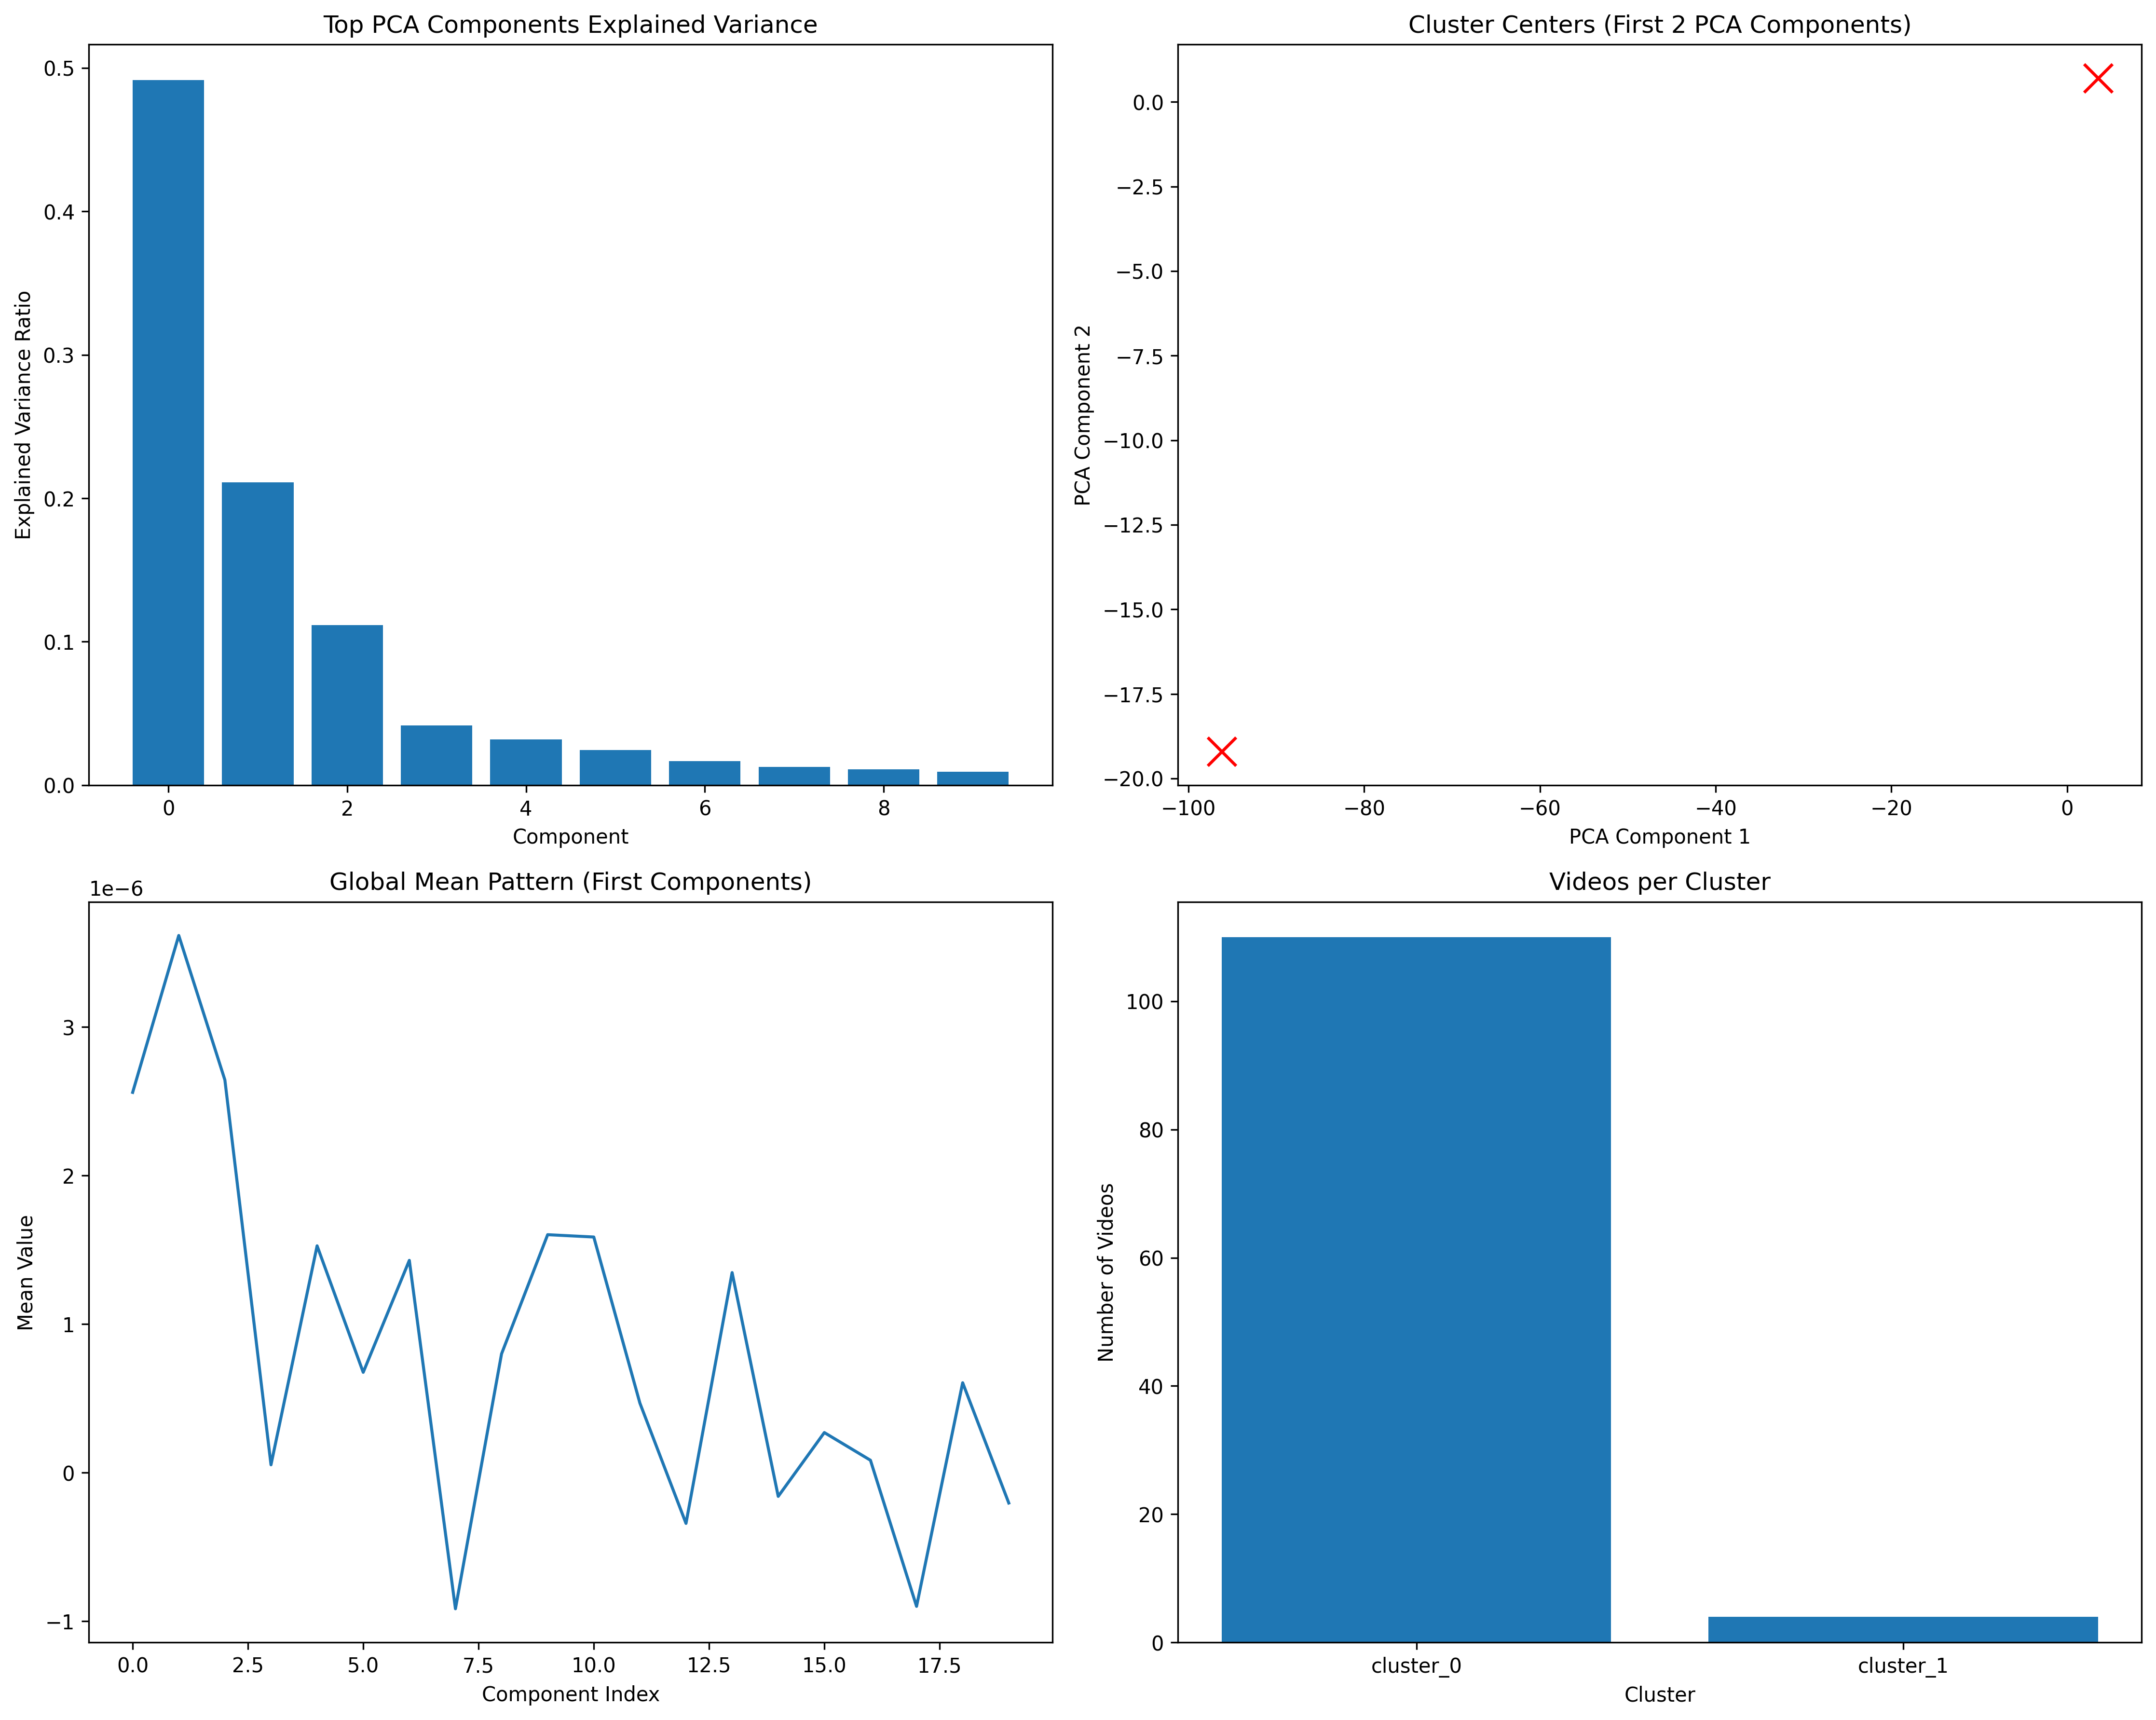 Top PCA Components Explained Variance
0.5
0.4
0.3
0.2
0.1
0.0
Explained Variance Ratio
0 2 4 6 8
Component
Cluster Centers (First 2 PCA Components)
0.0
−2.5
−5.0
−7.5
−10.0
−12.5
−15.0
−17.5
−20.0
PCA Component 2
−100 −80 −60 −40 −20 0
PCA Component 1
Global Mean Pattern (First Components)
1e−6
3
2
1
0
−1
Mean Value
0.0 2.5 5.0 7.5 10.0 12.5 15.0 17.5
Component Index
Videos per Cluster
100
80
60
40
20
0
Number of Videos
cluster_0 cluster_1
Cluster